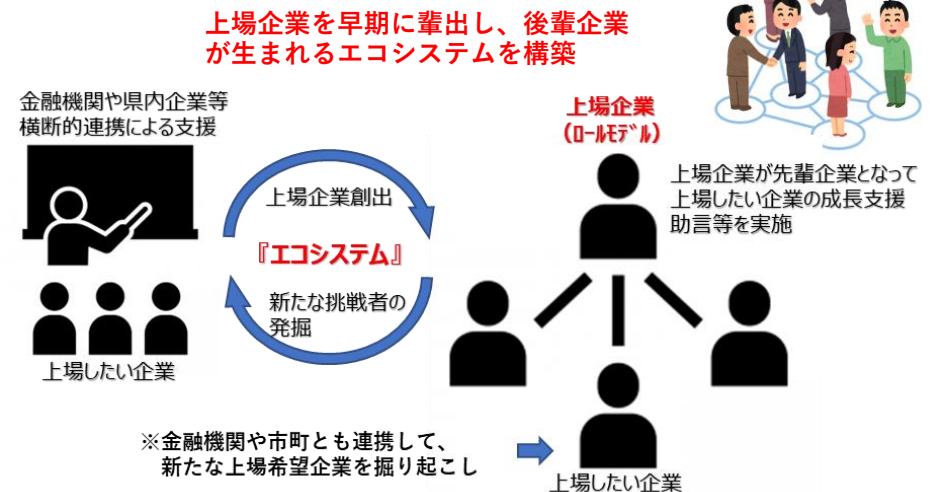 上場企業を早期に輩出し、後輩企業
が生まれるエコシステムを構築
金融機関や県内企業等
横断的連携による支援
上場企業創出
『エコシステム』
新たな挑戦者の
発掘
上場したい企業
上場企業
（ﾛｰﾙﾓﾃﾞﾙ）
上場企業が先輩企業となって
上場したい企業の成長支援
助言等を実施
※金融機関や市町とも連携して、
新たな上場希望企業を掘り起こし
上場したい企業